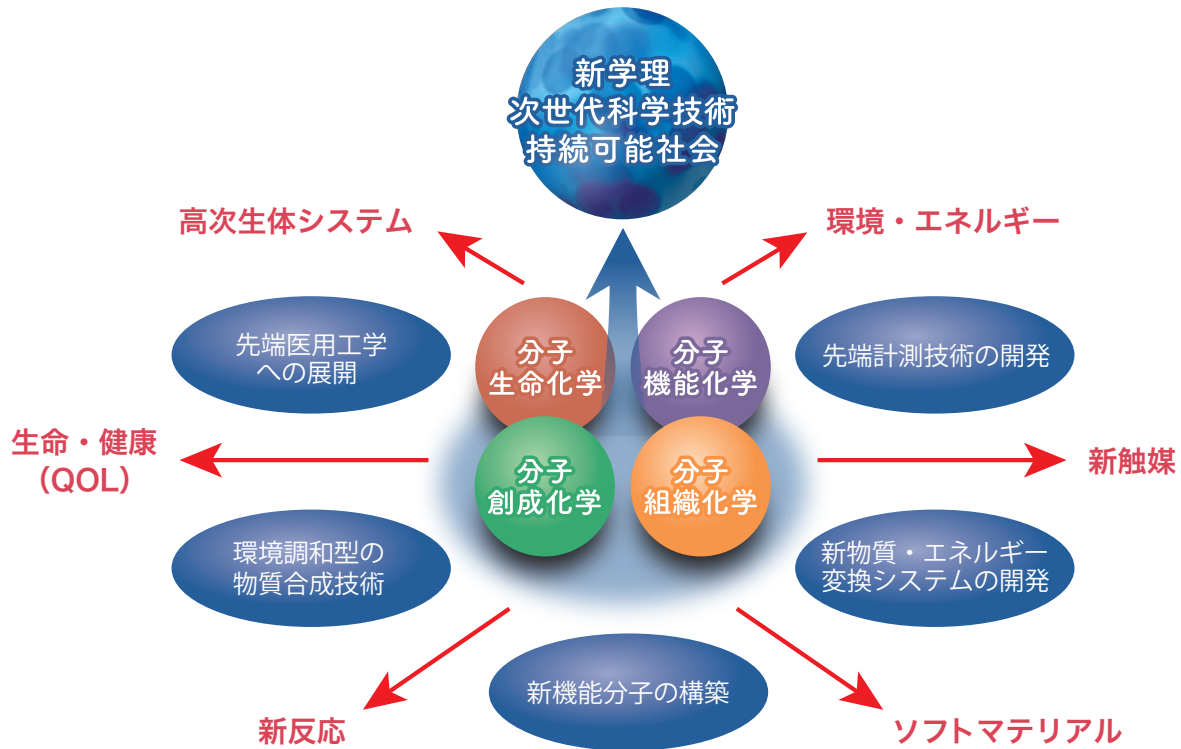 新学理
次世代科学技術
持続可能社会
高次生体システム
環境・エネルギー
先端医用工学
への展開
分子
生命化学
分子
機能化学
先端計測技術の開発
生命・健康
（QOL）
分子
創成化学
分子
組織化学
新触媒
環境調和型の
物質合成技術
新物質・エネルギー
変換システムの開発
新機能分子の構築
新反応
ソフトマテリアル